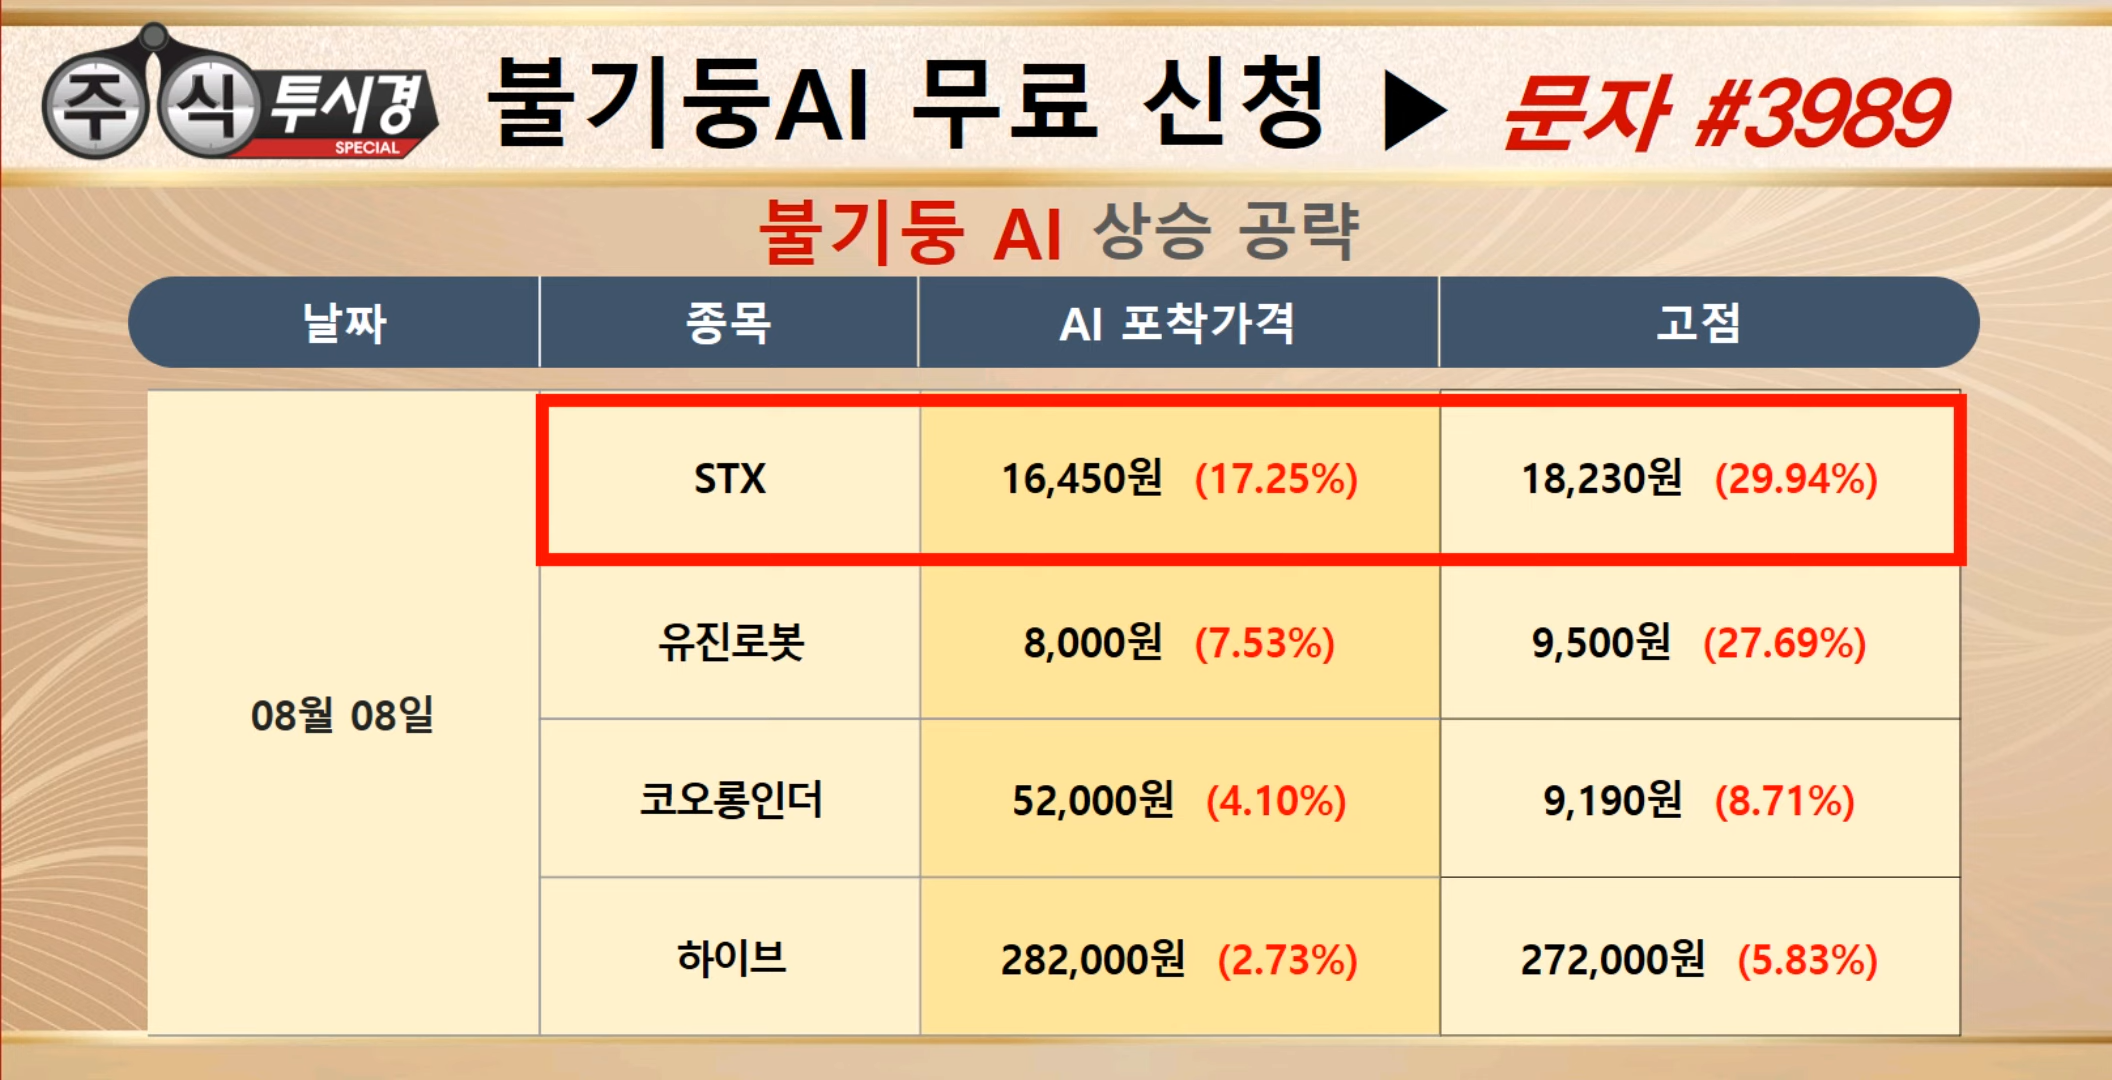 주식투시경
SPECIAL
불기둥AI 무료 신청 ▶ 문자 #3989
불기둥 AI 상승 공략
날짜 종목 AI 포착가격 고점
08월 08일
STX 16,450원 (17.25%) 18,230원 (29.94%)
유진로봇 8,000원 (7.53%) 9,500원 (27.69%)
코오롱인더 52,000원 (4.10%) 9,190원 (8.71%)
하이브 282,000원 (2.73%) 272,000원 (5.83%)